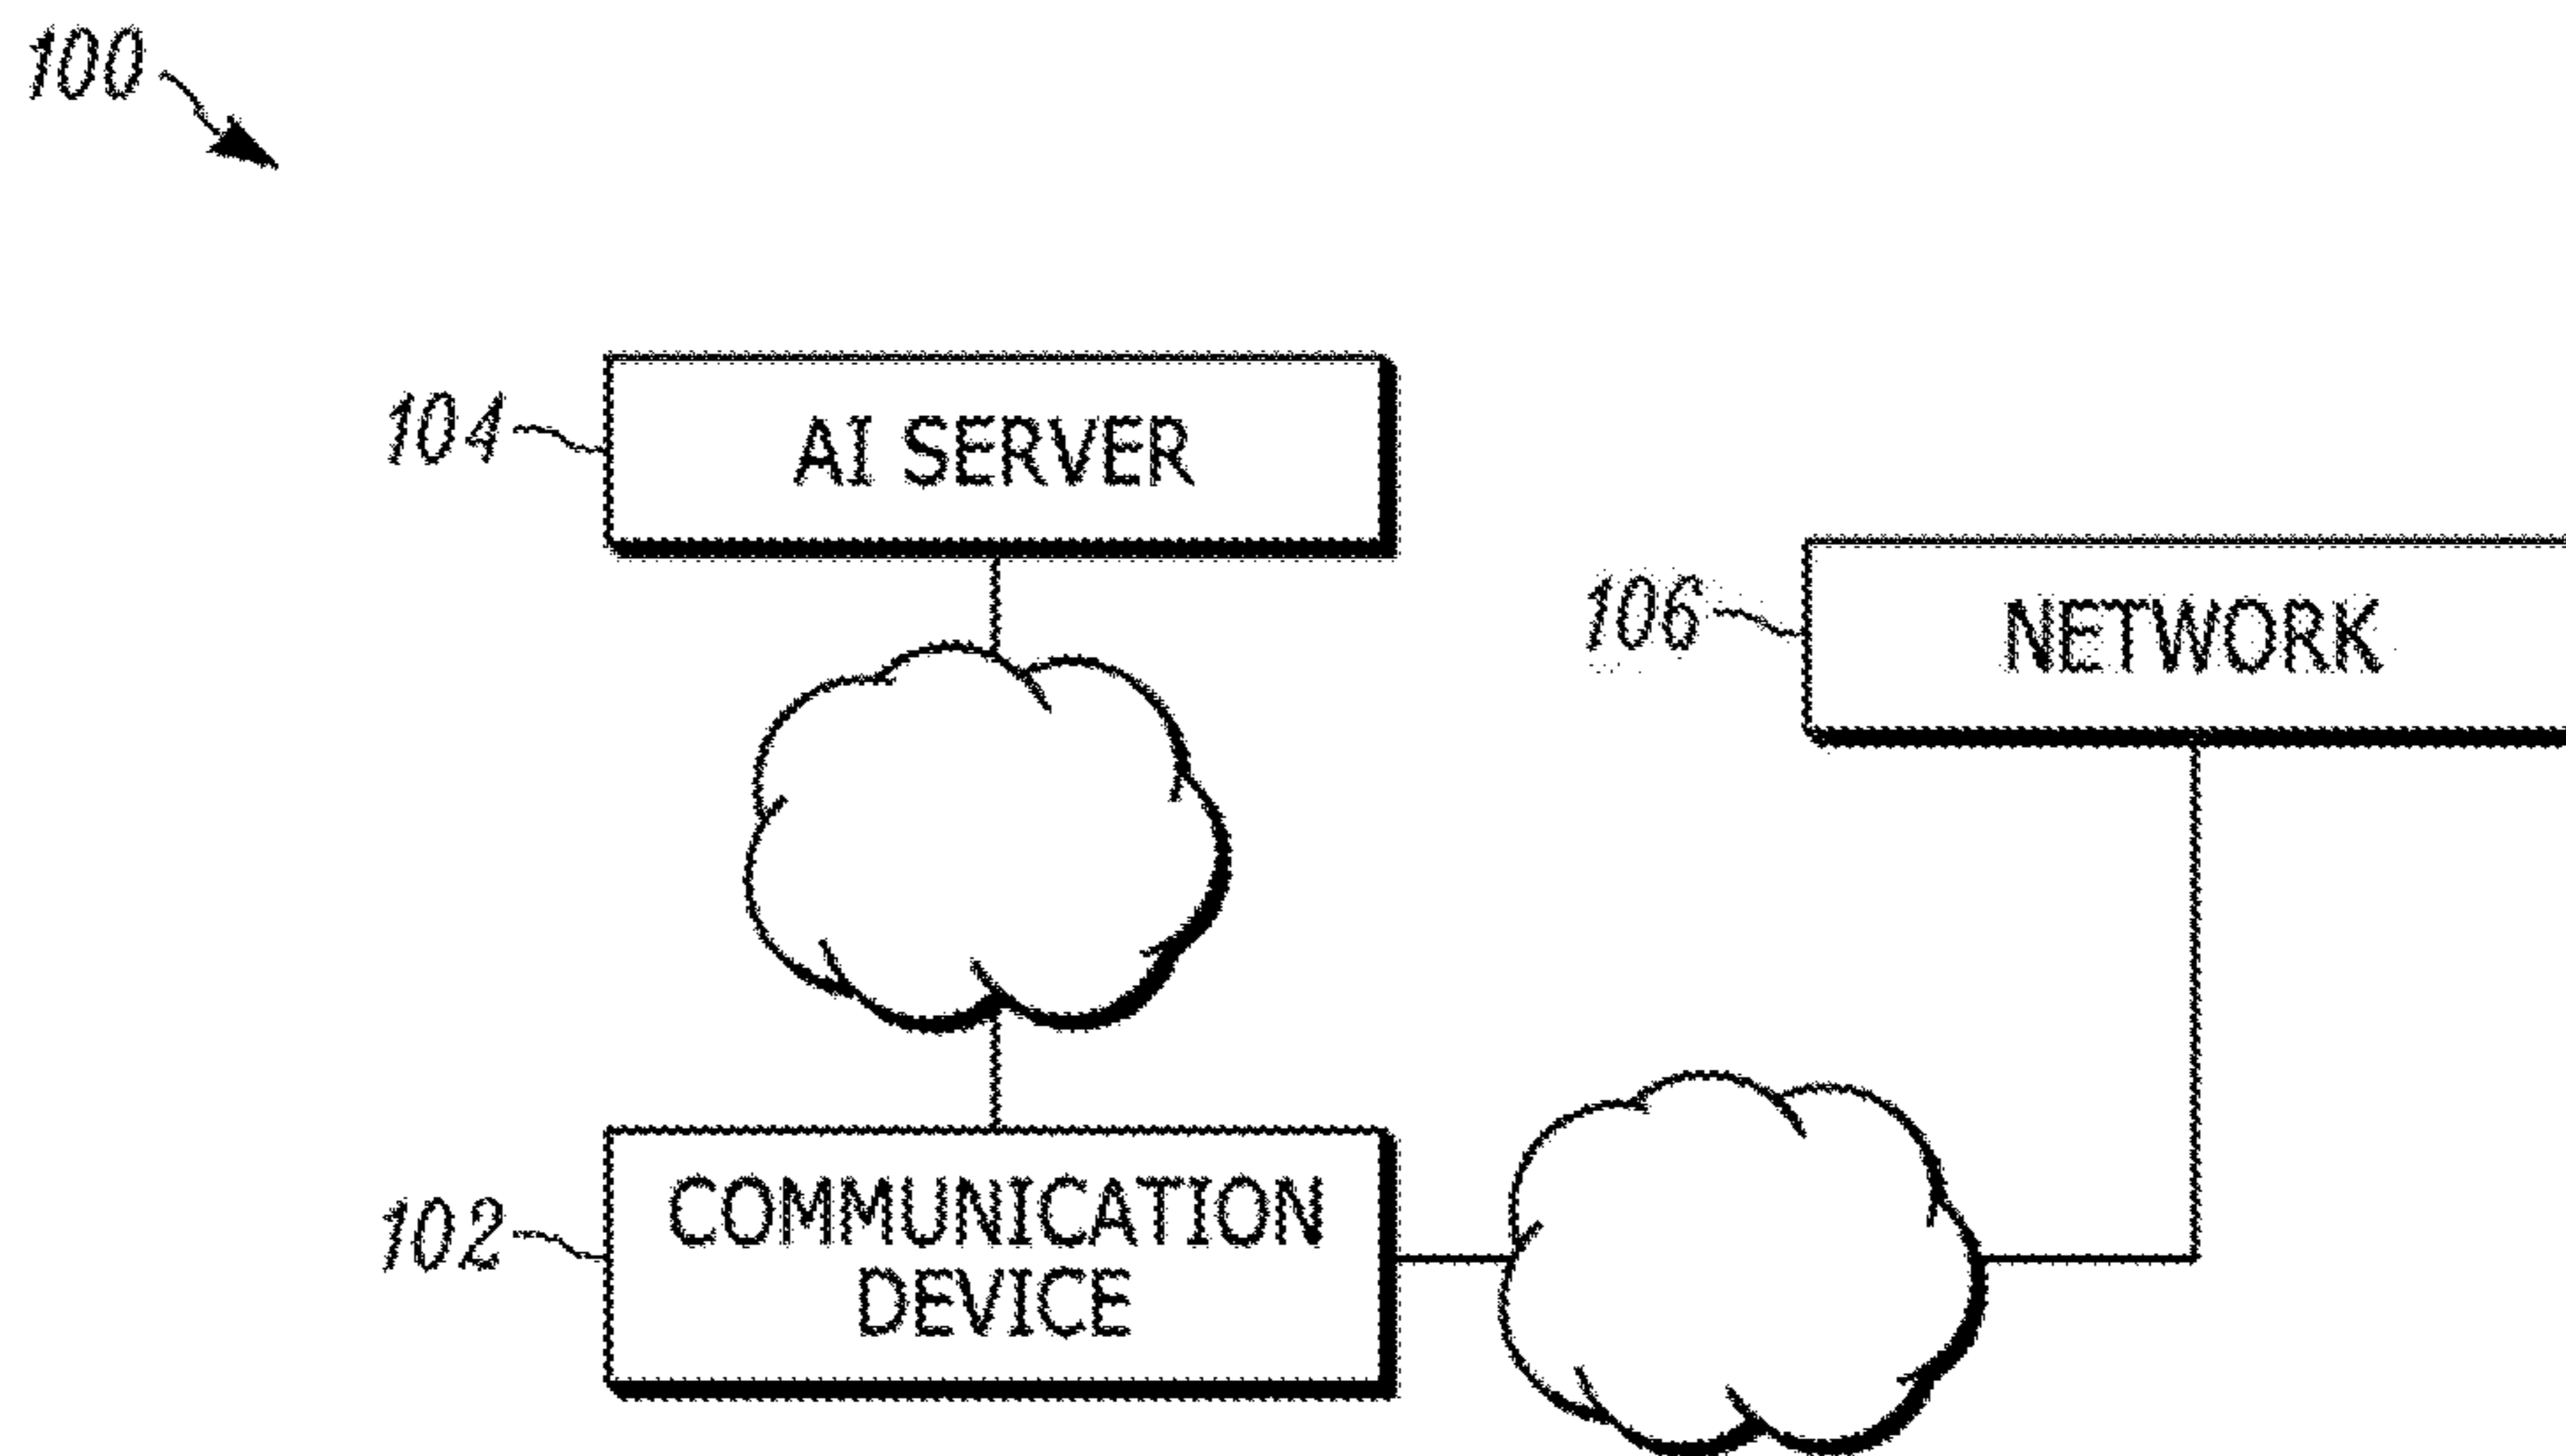 100
104
AI SERVER
106
NETWORK
102
COMMUNICATION
DEVICE